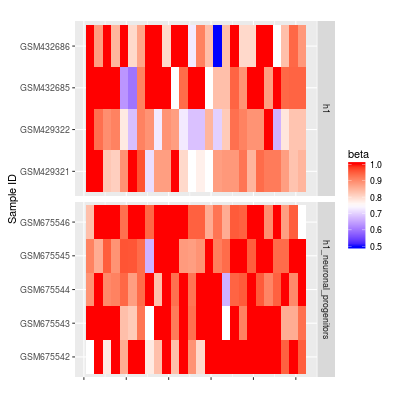 GSM432686
GSM432685
GSM429322
GSM429321
h1
GSM675546
GSM675545
GSM675544
GSM675543
GSM675542
h1_neuronal_progenitors
Sample ID
beta
1.0
0.9
0.8
0.7
0.6
0.5